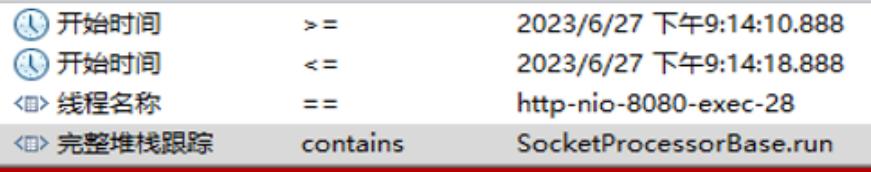 开始时间 >= 2023/6/27 下午9:14:10.888
开始时间 <= 2023/6/27 下午9:14:18.888
线程名称 == http-nio-8080-exec-28
完整堆栈跟踪 contains SocketProcessorBase.run